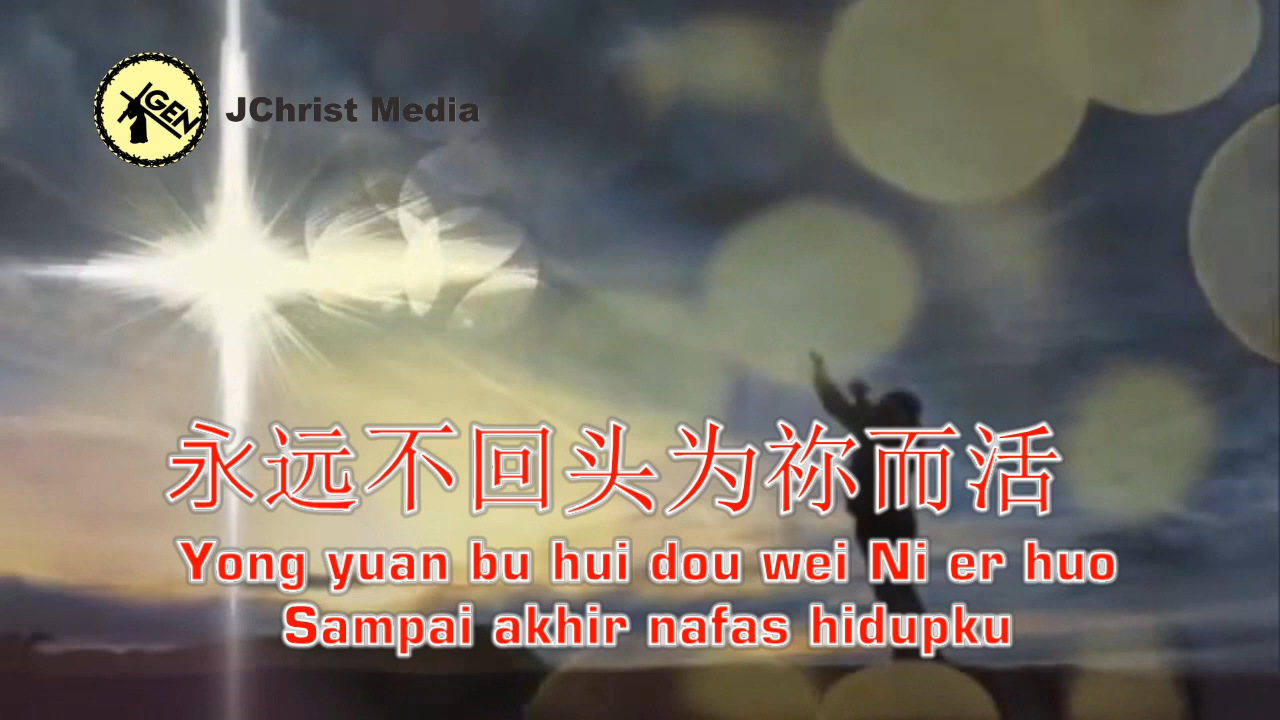 GEN
JChrist Media
永远不回头为祢而活
Yong yuan bu hui dou wei Ni er huo
Sampai akhir nafas hidupku